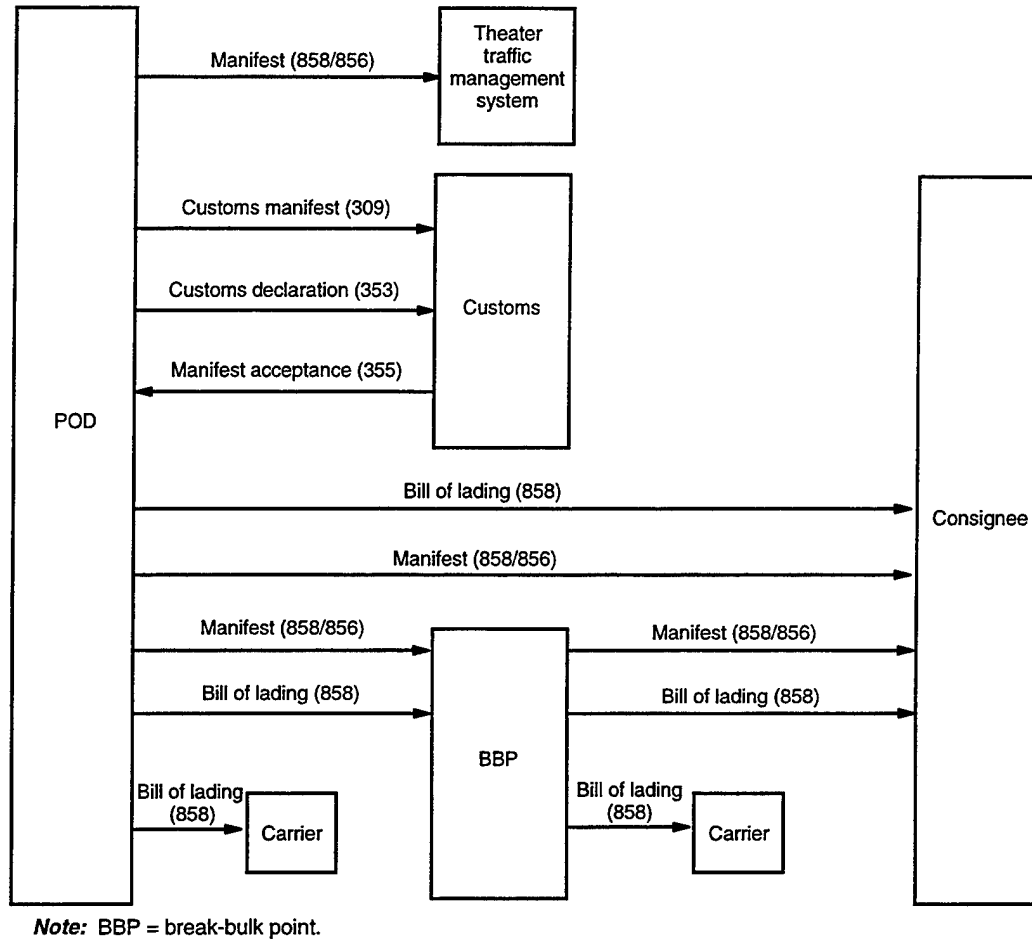 Manifest (858/856)
Theater
traffic
management
system
Customs manifest (309)
Customs declaration (353)
Customs
Manifest acceptance (355)
POD
Bill of lading (858)
Consignee
Manifest (858/856)
Manifest (858/856)
Manifest (858/856)
Bill of lading (858)
Bill of lading (858)
BBP
Bill of lading
(858)
Carrier
Bill of lading
(858)
Carrier
Note: BBP = break-bulk point.